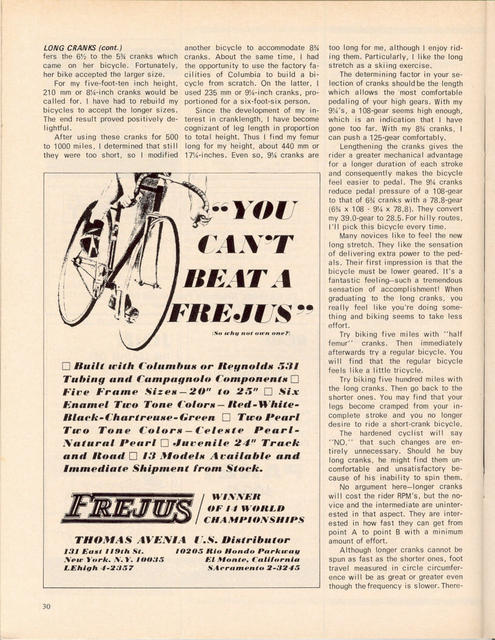 LONG CRANKS (cont.)
fers the 6½ to the 5¾ cranks which
came on her bicycle. Fortunately,
her bike accepted the larger size.
For my five-foot-ten inch height,
210 mm or 8¼-inch cranks would be
called for. I have had to rebuild my
bicycles to accept the longer sizes.
The end result proved positively de-
lightful.
After using these cranks for 500
to 1000 miles, I determined that still
they were too short, so I modified
another bicycle to accommodate 8¾
cranks. About the same time, I had
the opportunity to use the factory fa-
cilities of Columbia to build a bi-
cycle from scratch. On the latter, I
used 235 mm or 9¼-inch cranks, pro-
portioned for a six-foot-six person.
Since the development of my in-
terest in cranklength, I have become
cognizant of leg length in proportion
to total height. Thus I find my femur
long for my height, about 440 mm or
17¼-inches. Even so, 9¼ cranks are
too long for me, although I enjoy rid-
ing them. Particularly, I like the long
stretch as a skiing exercise.
The determining factor in your se-
lection of cranks should be the length
which allows the most comfortable
pedaling of your high gears. With my
9¼'s, a 108-gear seems high enough,
which is an indication that I have
gone too far. With my 8¾ cranks, I
can push a 125-gear comfortably.
Lengthening the cranks gives the
rider a greater mechanical advantage
for a longer duration of each stroke
and consequently makes the bicycle
feel easier to pedal. The 9¼ cranks
reduce pedal pressure of a 108-gear
to that of 6¾ cranks with a 78.8-gear
(6¾ x 108 - 9¼ x 78.8). They convert
my 39.0-gear to 28.5. For hilly routes,
I'll pick this bicycle every time.
Many novices like to feel the new
long stretch. They like the sensation
of delivering extra power to the ped-
als. Their first impression is that the
bicycle must be lower geared. It's a
fantastic feeling—such a tremendous
sensation of accomplishment! When
graduating to the long cranks, you
really feel like you're doing some-
thing and biking seems to take less
effort.
Try biking five miles with "half
femur" cranks. Then immediately
afterwards try a regular bicycle. You
will find that the regular bicycle
feels like a little tricycle.
Try biking five hundred miles with
the long cranks. Then go back to the
shorter ones. You may find that your
legs become cramped from your in-
complete stroke and you no longer
desire to ride a short-crank bicycle.
The hardened cyclist will say
"NO," that such changes are en-
tirely unnecessary. Should he buy
long cranks, he might find them un-
comfortable and unsatisfactory be-
cause of his inability to spin them.
No argument here—longer cranks
will cost the rider RPM's, but the no-
vice and the intermediate are uninter-
ested in that aspect. They are inter-
ested in how fast they can get from
point A to point B with a minimum
amount of effort.
Although longer cranks cannot be
spun as fast as the shorter ones, foot
travel measured in circle circumfer-
ence will be as great or greater even
though the frequency is slower. There-
"YOU
CAN'T
BEAT A
FREJUS"
(So why not own one?)
□ Built with Columbus or Reynolds 531
Tubing and Campagnolo Components □
Five Frame Sizes—20" to 25" □ Six
Enamel Two Tone Colors—Red-White-
Black-Chartreuse-Green □ Two Pearl
Two Tone Colors—Celeste Pearl-
Natural Pearl □ Juvenile 24" Track
and Road □ 13 Models Available and
Immediate Shipment from Stock.
FREJUS
WINNER
OF 14 WORLD
CHAMPIONSHIPS
THOMAS AVENIA U.S. Distributor
131 East 119th St.
New York, N.Y. 10035
LEhigh 4-2357
10205 Rio Hondo Parkway
El Monte, California
SAcramento 2-3245
30